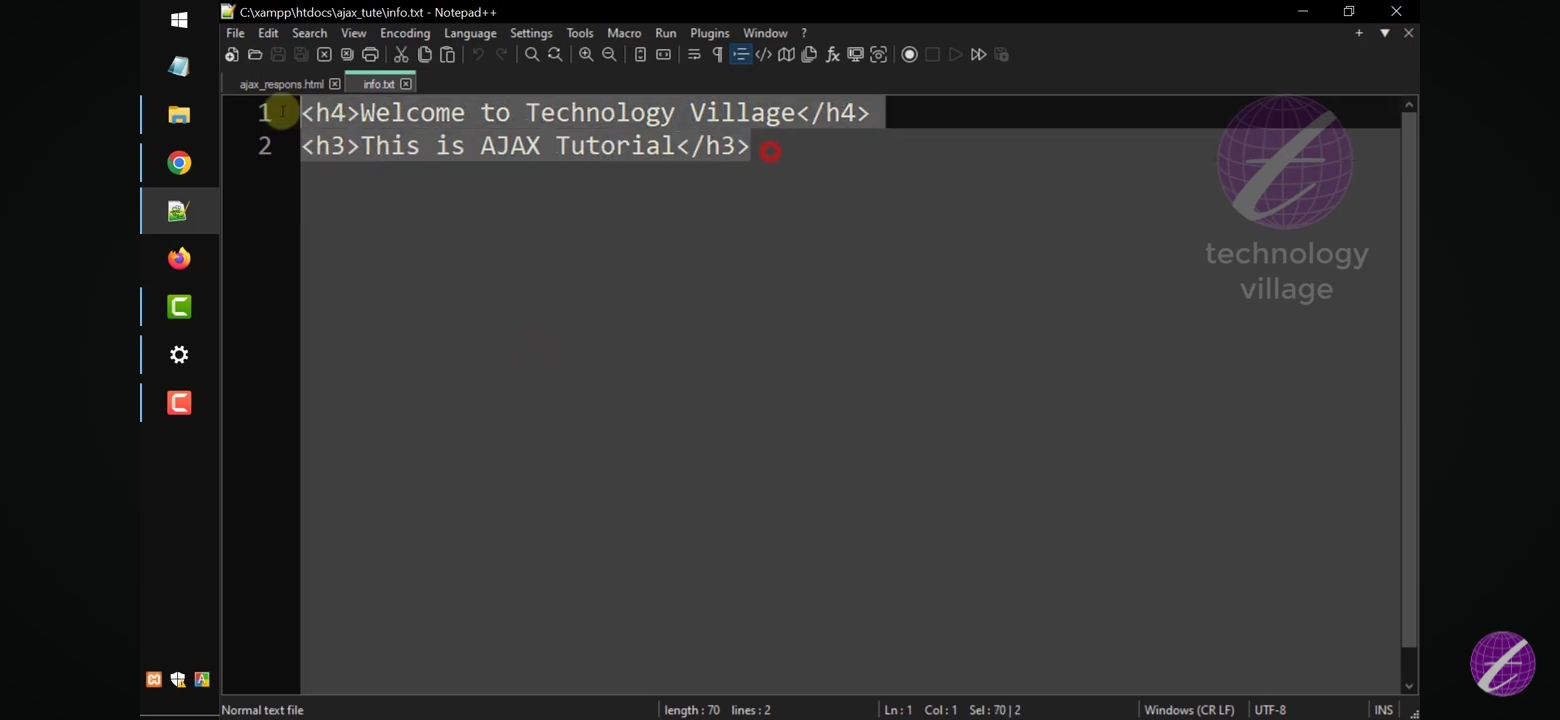 C:\xampp\htdocs\ajax_tute\info.txt - Notepad++
File Edit Search View Encoding Language Settings Tools Macro Run Plugins Window ?
ajax_respons.html info.txt
1 <h4>Welcome to Technology Village</h4>
2 <h3>This is AJAX Tutorial</h3>
technology
village
Normal text file length : 70 lines : 2 Ln : 1 Col : 1 Sel : 70 | 2 Windows (CR LF) UTF-8 INS